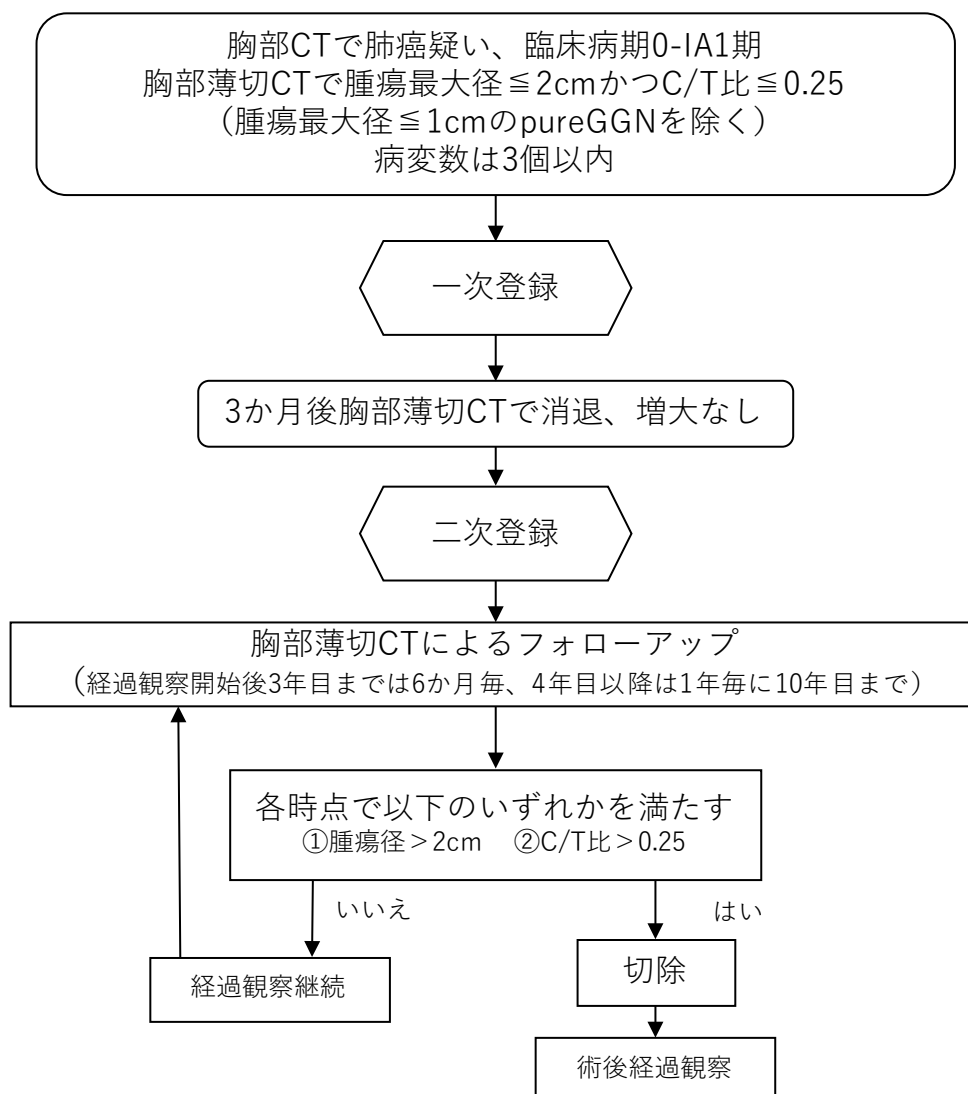 胸部CTで肺癌疑い、臨床病期0-IA1期
胸部薄切CTで腫瘍最大径≦2cmかつC/T比≦0.25
（腫瘍最大径≦1cmのpureGGNを除く）
病変数は3個以内
一次登録
3か月後胸部薄切CTで消退、増大なし
二次登録
胸部薄切CTによるフォローアップ
（経過観察開始後3年目までは6か月毎、4年目以降は1年毎に10年目まで）
各時点で以下のいずれかを満たす
①腫瘍径＞2cm　②C/T比＞0.25
いいえ
はい
経過観察継続
切除
術後経過観察